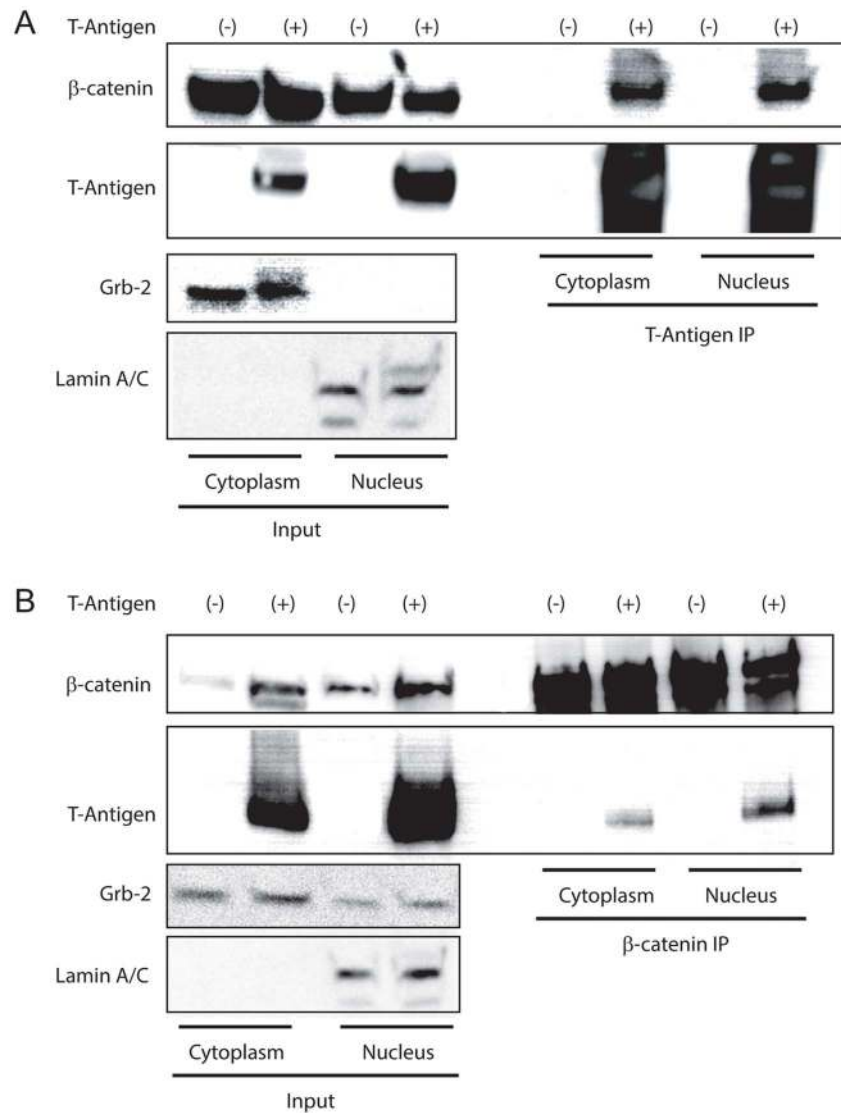 A
T-Antigen (-) (+) (-) (+) (-) (+) (-) (+)
β-catenin
T-Antigen
Grb-2
Cytoplasm Nucleus
T-Antigen IP
Lamin A/C
Cytoplasm Nucleus
Input
B
T-Antigen (-) (+) (-) (+) (-) (+) (-) (+)
β-catenin
T-Antigen
Grb-2
Cytoplasm Nucleus
β-catenin IP
Lamin A/C
Cytoplasm Nucleus
Input